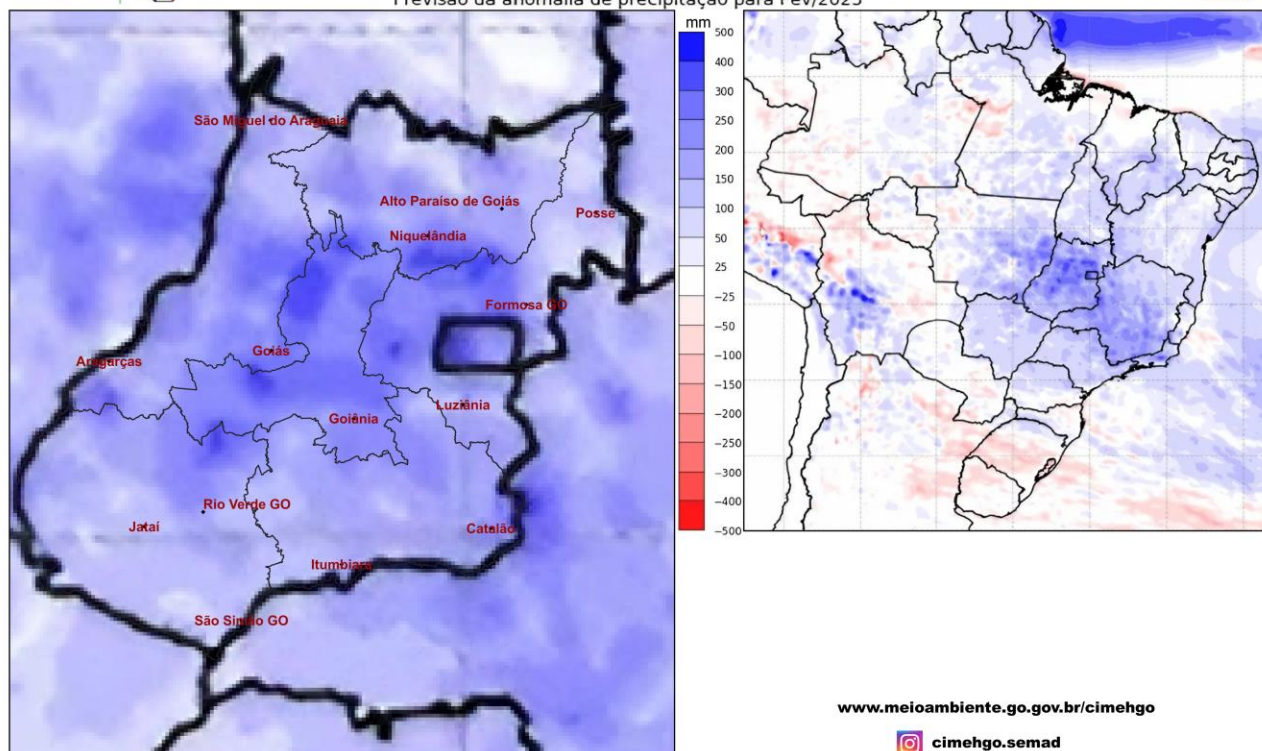 Previsão da anomalia de precipitação para Fev/2025
mm
500
400
300
250
200
150
100
50
25
−25
−50
−100
−150
−200
−250
−300
−400
−500
São Miguel do Araguaia
Alto Paraíso de Goiás
Posse
Niquelândia
Formosa GO
Goiás
Aragarças
Luziânia
Goiânia
Rio Verde GO
Jataí
Catalão
Itumbiara
São Simão GO
www.meioambiente.go.gov.br/cimehgo
cimehgo.semad